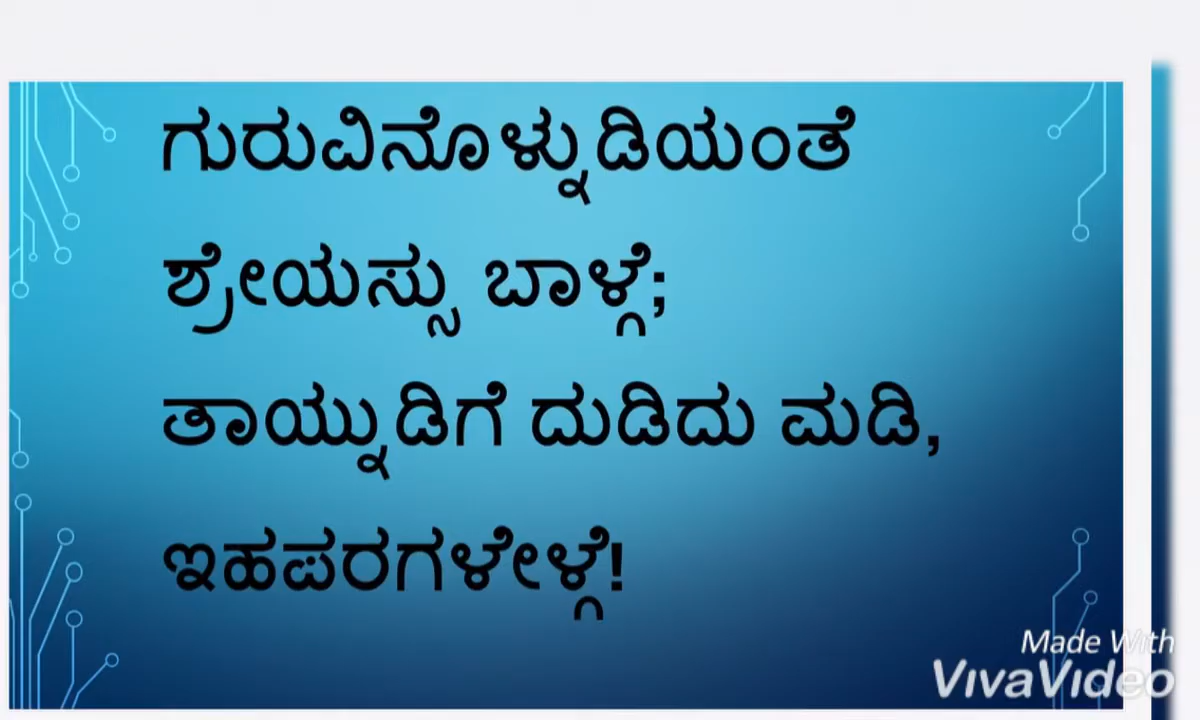 ಗುರುವಿನೊಳ್ನುಡಿಯಂತೆ
ಶ್ರೇಯಸ್ಸು ಬಾಳ್ಗೆ;
ತಾಯ್ನುಡಿಗೆ ದುಡಿದು ಮಡಿ,
ಇಹಪರಗಳೇಳ್ಗೆ!
Made With
VivaVideo